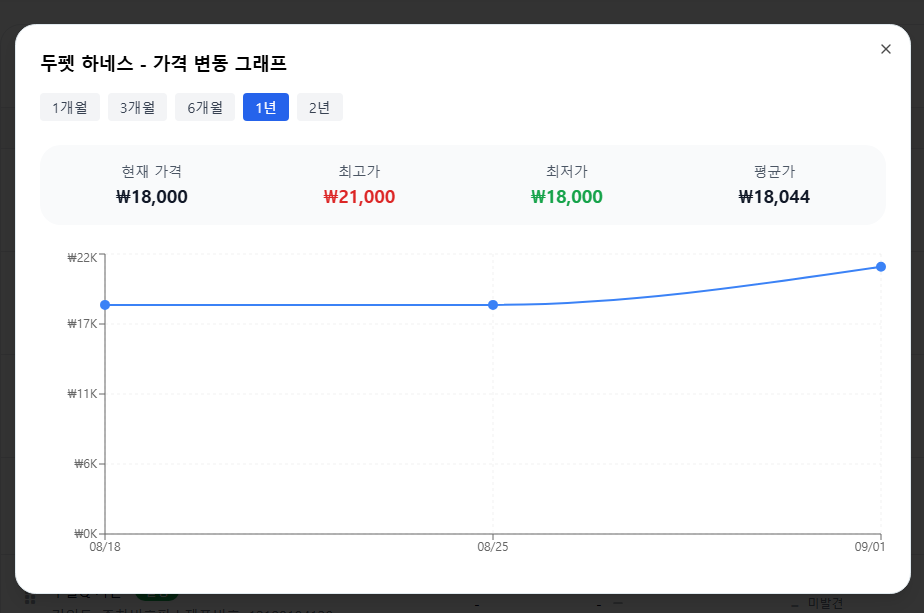 두펫 하네스 - 가격 변동 그래프
×
1개월 3개월 6개월 1년 2년
현재 가격 최고가 최저가 평균가
₩18,000 ₩21,000 ₩18,000 ₩18,044
₩22K
₩17K
₩11K
₩6K
₩0K
08/18 08/25 09/01
미발견